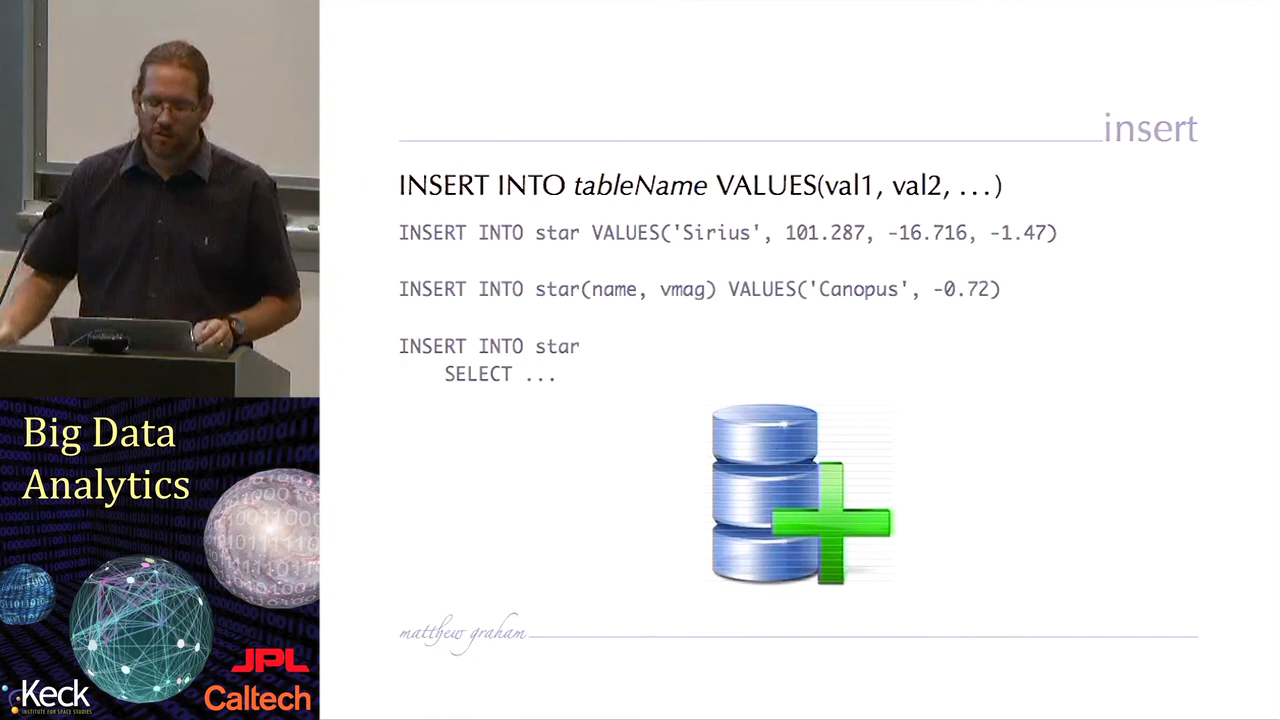 insert
INSERT INTO tableName VALUES(val1, val2, ...)
INSERT INTO star VALUES('Sirius', 101.287, -16.716, -1.47)
INSERT INTO star(name, vmag) VALUES('Canopus', -0.72)
INSERT INTO star
SELECT ...
matthew graham
Big Data
Analytics
JPL
Keck
INSTITUTE FOR SPACE STUDIES
Caltech